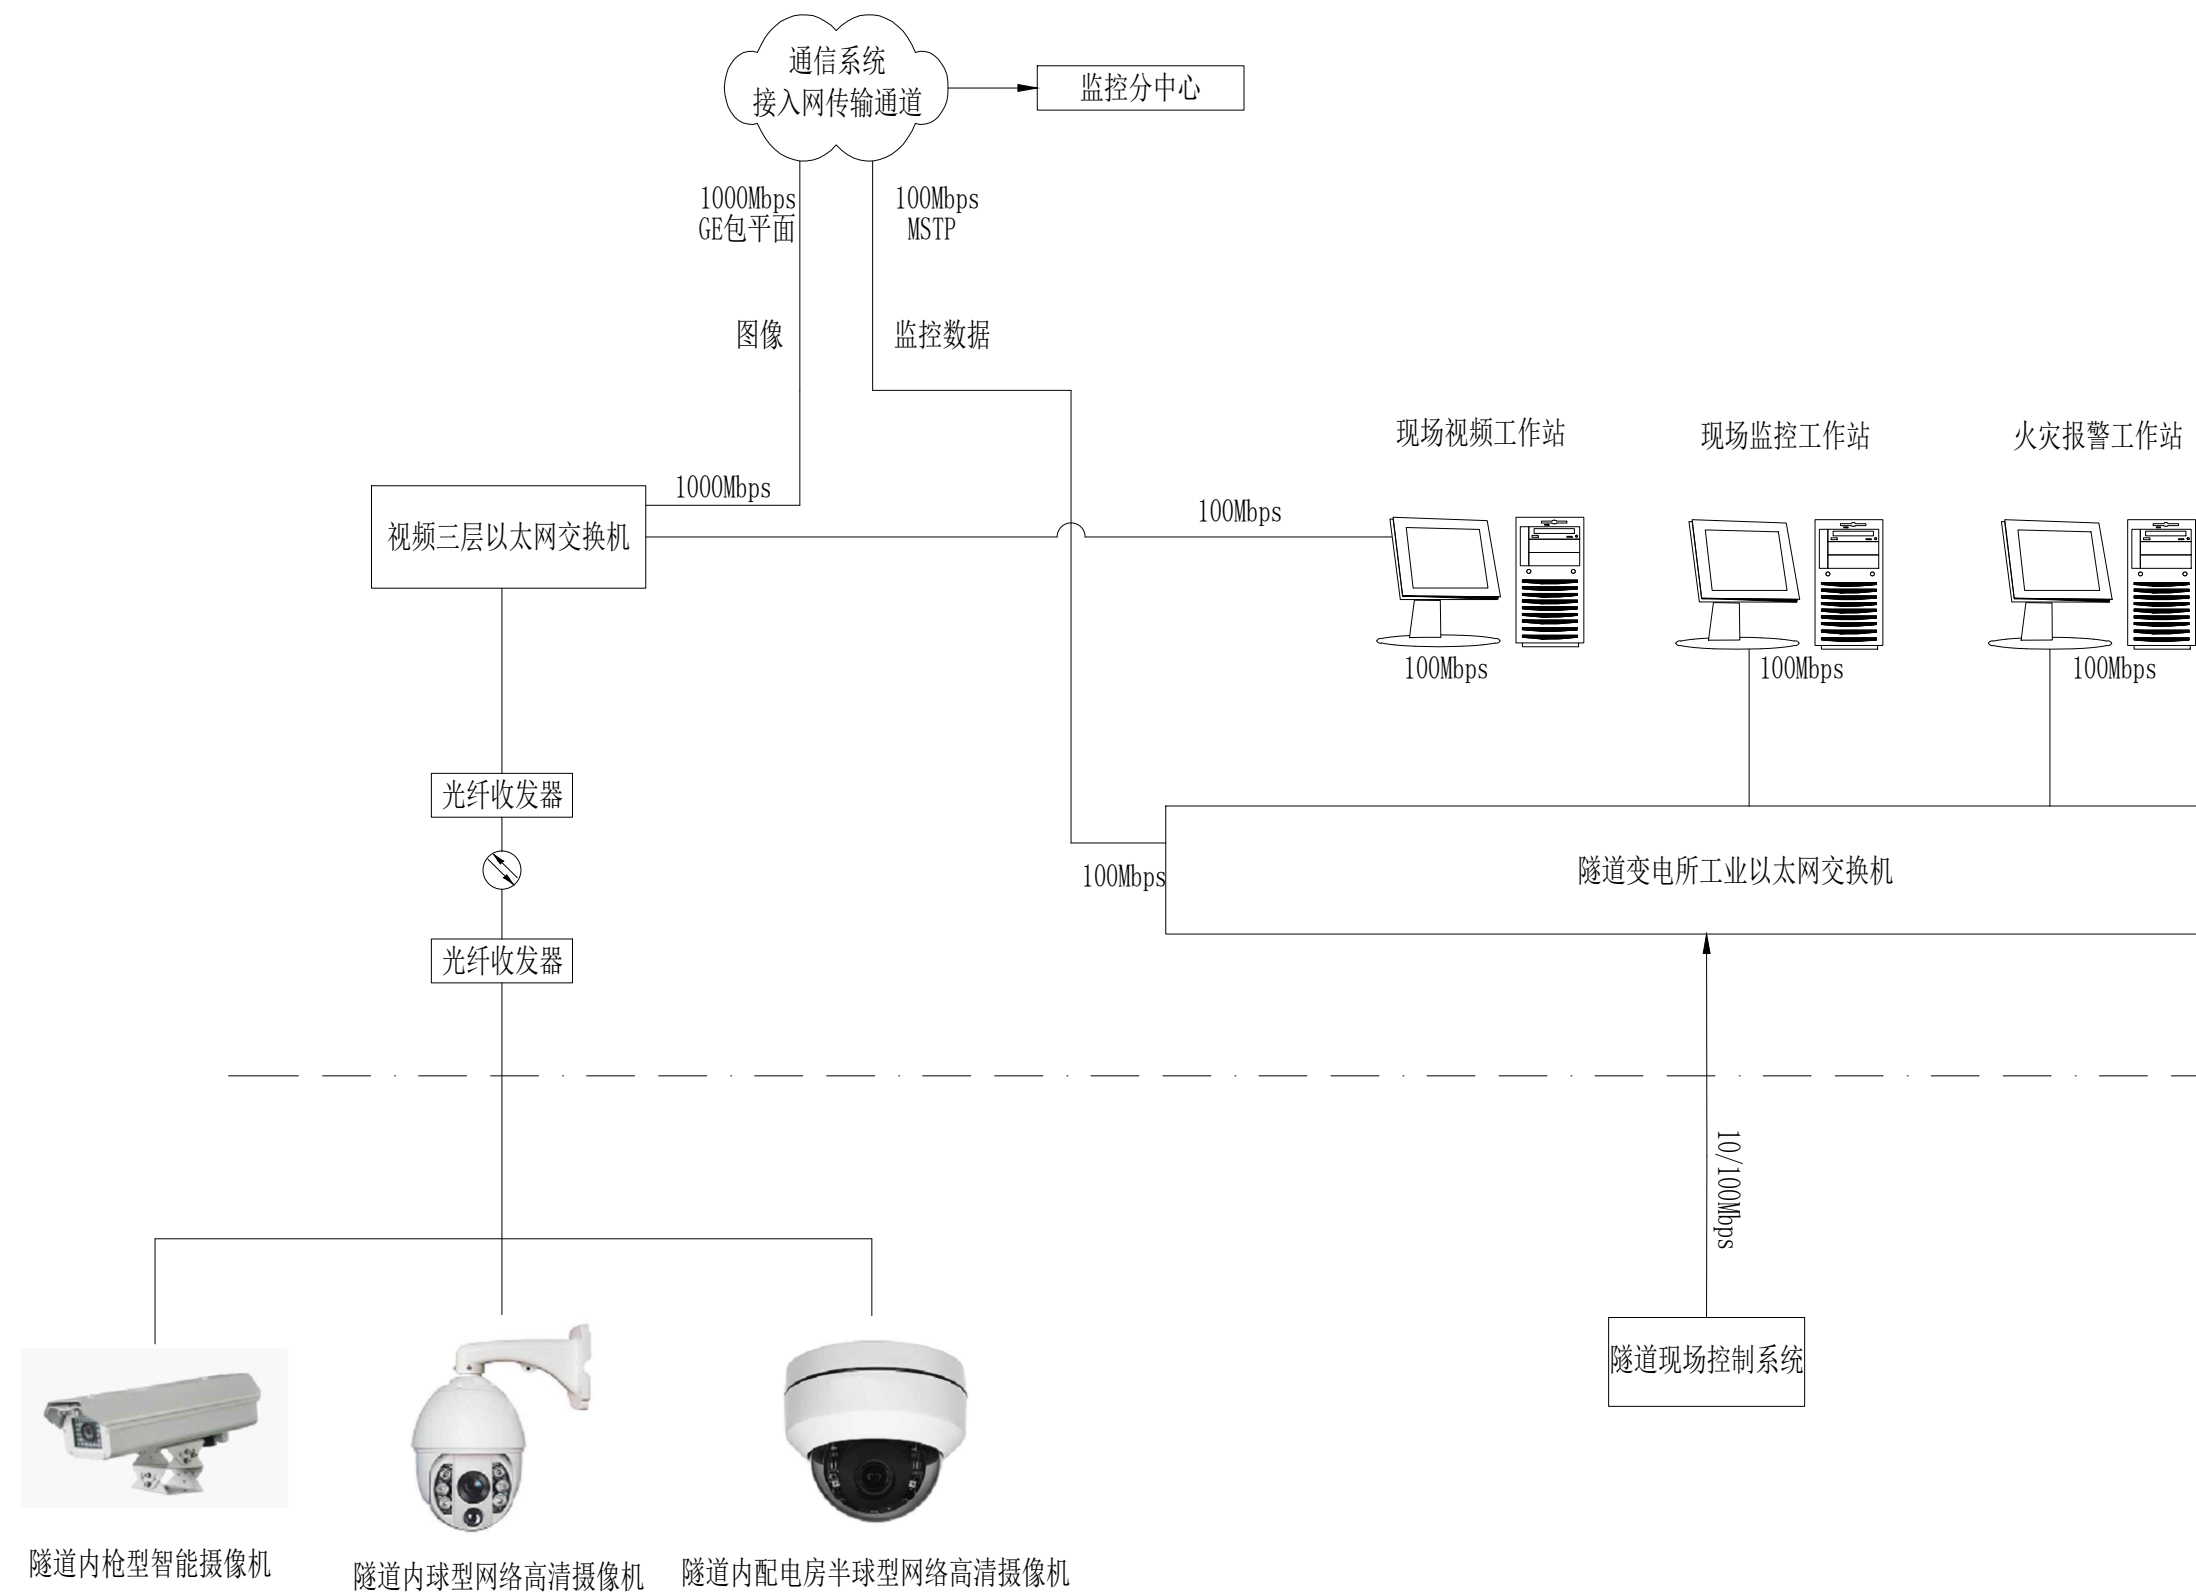 通信系统
接入网传输通道
监控分中心
1000Mbps
GE包平面
100Mbps
MSTP
图像
监控数据
现场视频工作站
现场监控工作站
火灾报警工作站
1000Mbps
100Mbps
视频三层以太网交换机
100Mbps
100Mbps
100Mbps
光纤收发器
100Mbps
隧道变电所工业以太网交换机
光纤收发器
10/100Mbps
隧道现场控制系统
隧道内枪型智能摄像机
隧道内球型网络高清摄像机
隧道内配电房半球型网络高清摄像机